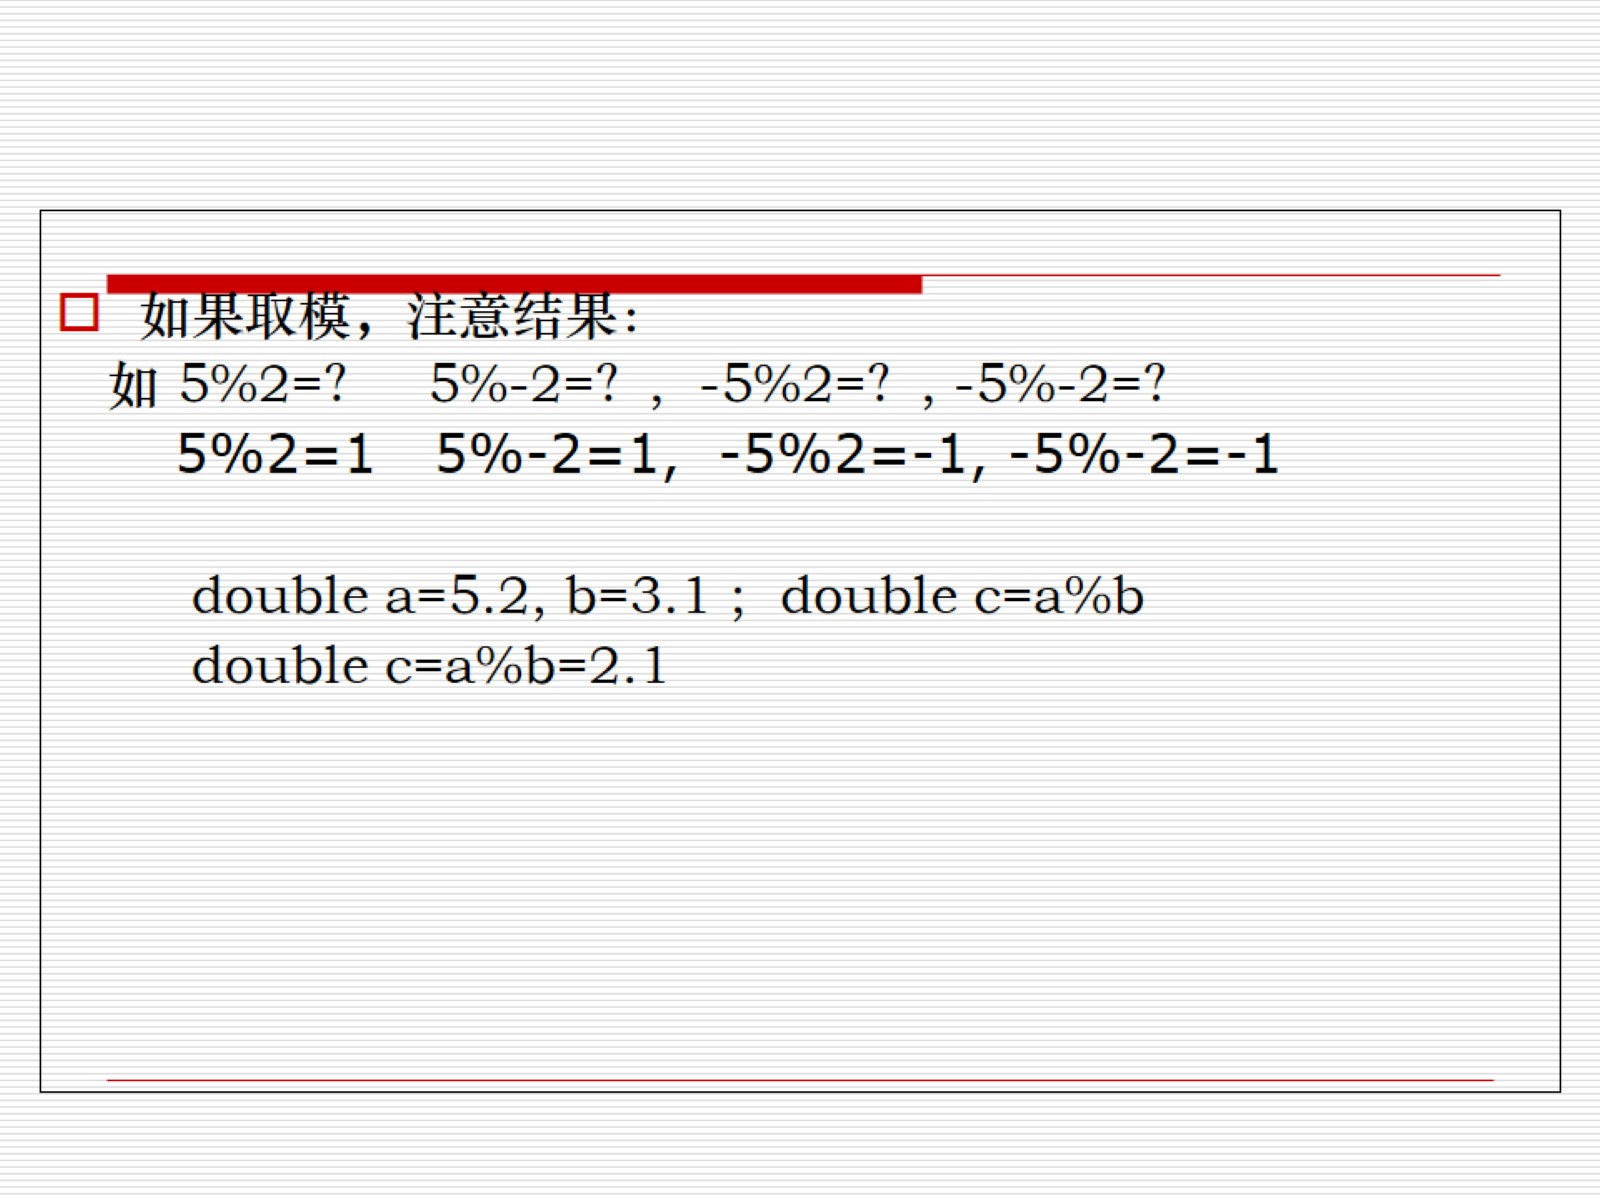 如果取模，注意结果：
如 5%2=? 5%-2=? , -5%2=? , -5%-2=?
5%2=1 5%-2=1, -5%2=-1, -5%-2=-1
double a=5.2, b=3.1 ; double c=a%b
double c=a%b=2.1